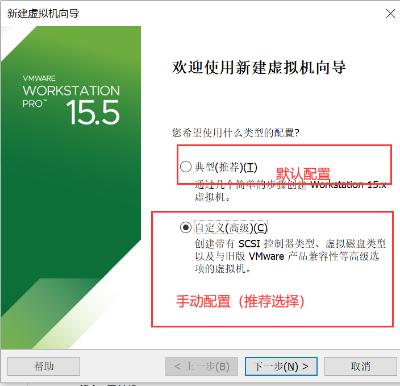 新建虚拟机向导
VMWARE
WORKSTATION
PRO™
15.5
欢迎使用新建虚拟机向导
您希望使用什么类型的配置?
典型(推荐)(T)
默认配置
通过几个简单的步骤创建 Workstation 15.x
虚拟机。
自定义(高级)(C)
创建带有 SCSI 控制器类型、虚拟磁盘类型
以及与旧版 VMware 产品兼容性等高级选
项的虚拟机。
手动配置（推荐选择）
帮助
< 上一步(B)
下一步(N) >
取消